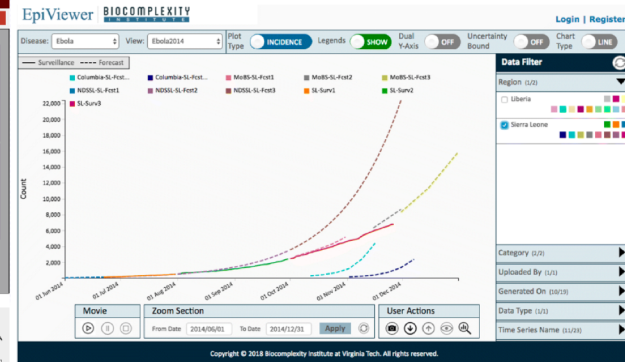 EpiViewer BIOCOMPLEXITY
INSTITUTE
Login | Register
Disease: Ebola View: Ebola2014 Plot Type INCIDENCE Legends SHOW Dual Y-Axis OFF Uncertainty Bound OFF Chart Type LINE
Surveillance Forecast
Columbia-SL-Fcst... Columbia-SL-Fcst... MoBS-SL-Fcst1 MoBS-SL-Fcst2 MoBS-SL-Fcst3
NDSSL-SL-Fcst1 NDSSL-SL-Fcst2 NDSSL-SL-Fcst3 SL-Surv1 SL-Surv2
SL-Surv3
22,000
20,000
18,000
16,000
14,000
12,000
10,000
8,000
6,000
4,000
2,000
0
Count
01 Jun 2014
01 Jul 2014
01 Aug 2014
01 Sep 2014
01 Oct 2014
01 Nov 2014
01 Dec 2014
Data Filter
Region (1/2)
Liberia
Sierra Leone
Category (2/2)
Uploaded By (1/1)
Generated On (10/19)
Data Type (1/1)
Time Series Name (11/23)
Movie
Zoom Section
From Date 2014/06/01 To Date 2014/12/31 Apply
User Actions
Copyright © 2018 Biocomplexity Institute at Virginia Tech. All rights reserved.